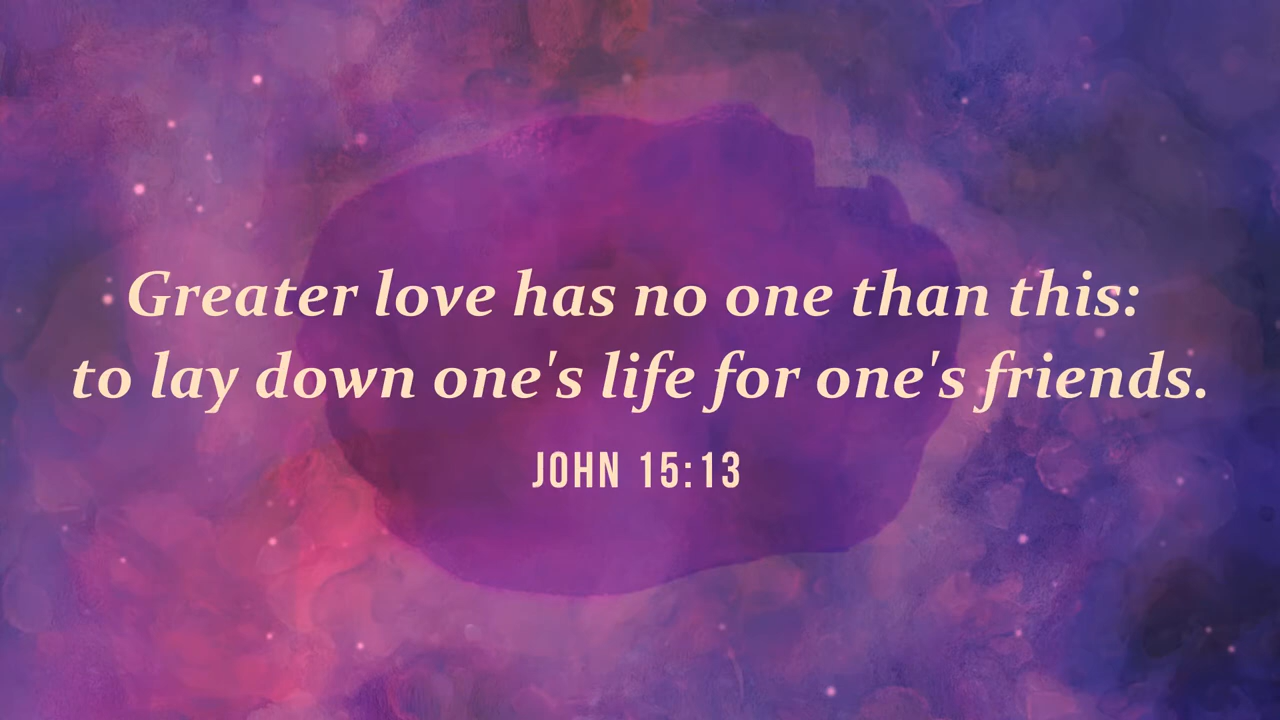 Greater love has no one than this:
to lay down one's life for one's friends.
JOHN 15:13